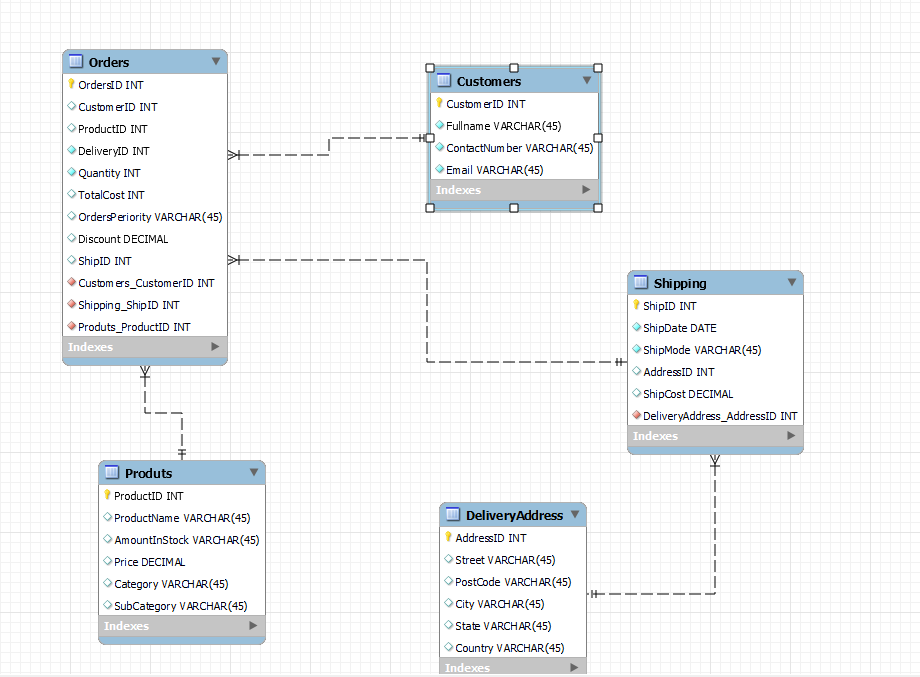 Orders
OrdersID INT
CustomerID INT
ProductID INT
DeliveryID INT
Quantity INT
TotalCost INT
OrdersPeriority VARCHAR(45)
Discount DECIMAL
ShipID INT
Customers_CustomerID INT
Shipping_ShipID INT
Produts_ProductID INT
Indexes
Customers
CustomerID INT
Fullname VARCHAR(45)
ContactNumber VARCHAR(45)
Email VARCHAR(45)
Indexes
Shipping
ShipID INT
ShipDate DATE
ShipMode VARCHAR(45)
AddressID INT
ShipCost DECIMAL
DeliveryAddress_AddressID INT
Indexes
Produts
ProductID INT
ProductName VARCHAR(45)
AmountInStock VARCHAR(45)
Price DECIMAL
Category VARCHAR(45)
SubCategory VARCHAR(45)
Indexes
DeliveryAddress
AddressID INT
Street VARCHAR(45)
PostCode VARCHAR(45)
City VARCHAR(45)
State VARCHAR(45)
Country VARCHAR(45)
Indexes